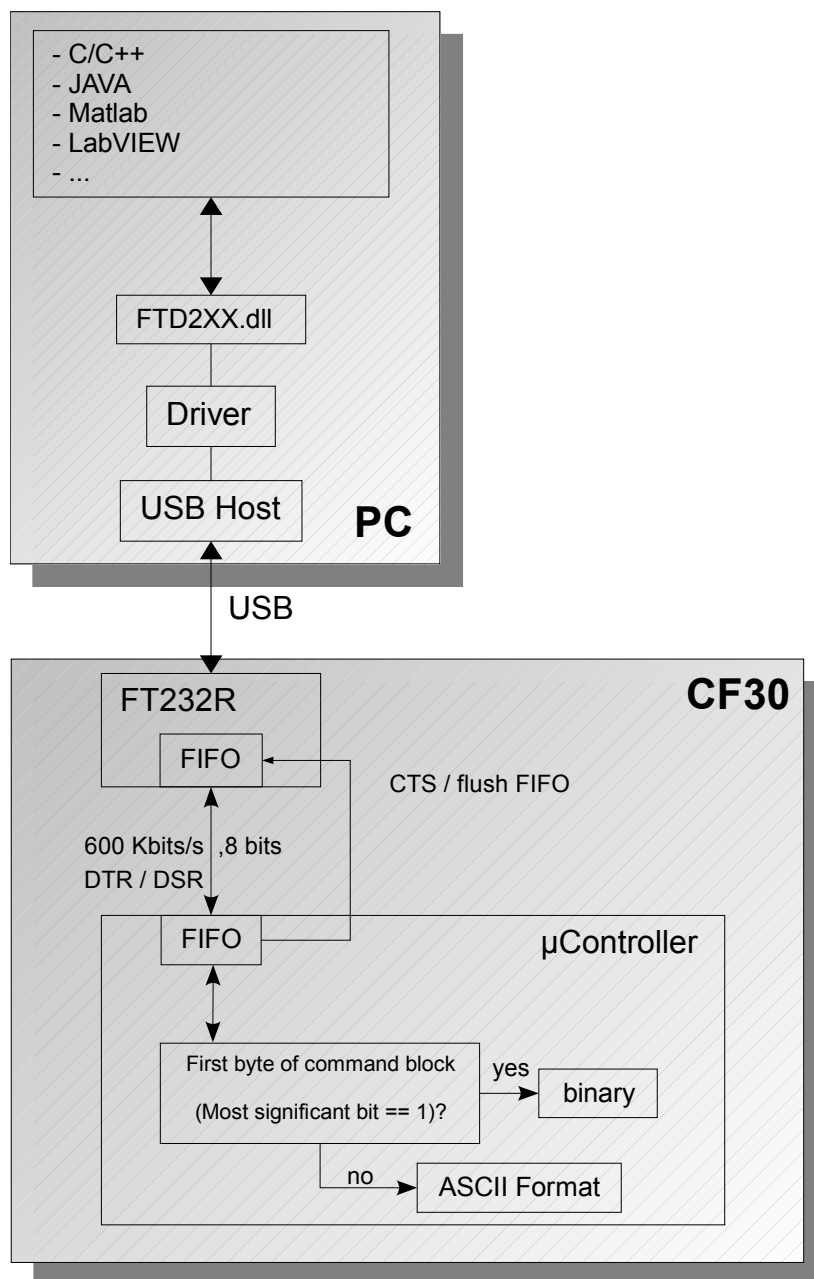 - C/C++
- JAVA
- Matlab
- LabVIEW
- ...
FTD2XX.dll
Driver
USB Host
PC
USB
CF30
FT232R
FIFO
CTS / flush FIFO
600 Kbits/s ,8 bits
DTR / DSR
FIFO
µController
First byte of command block
(Most significant bit == 1)?
yes
binary
no
ASCII Format